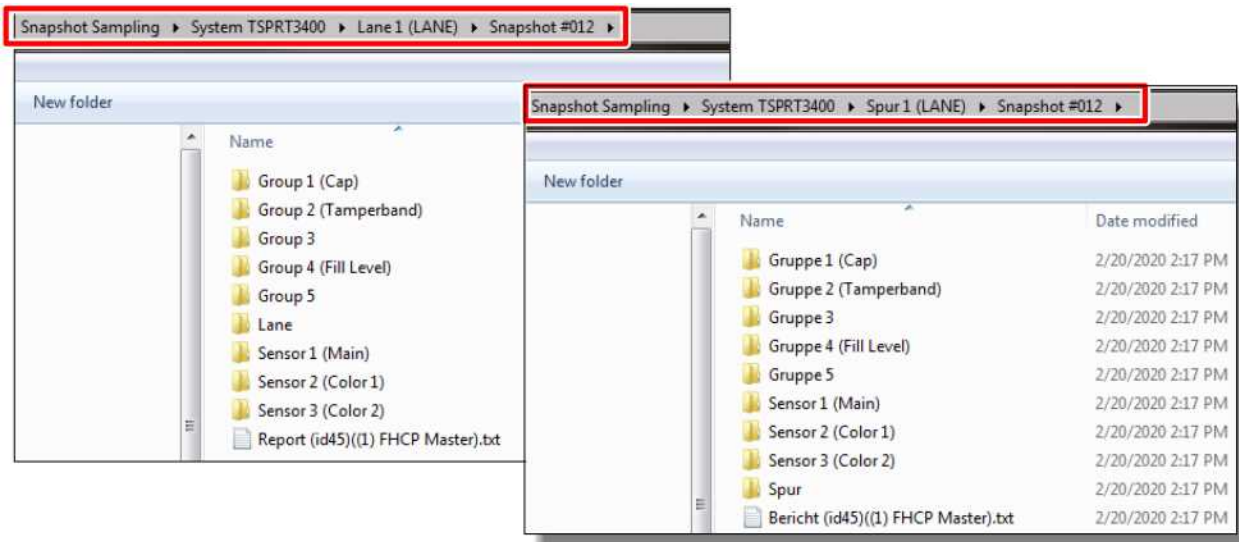 Snapshot Sampling ▸ System TSPRT3400 ▸ Lane 1 (LANE) ▸ Snapshot #012 ▸
New folder
Name
Group 1 (Cap)
Group 2 (Tamperband)
Group 3
Group 4 (Fill Level)
Group 5
Lane
Sensor 1 (Main)
Sensor 2 (Color 1)
Sensor 3 (Color 2)
Report (id45)((1) FHCP Master).txt
Snapshot Sampling ▸ System TSPRT3400 ▸ Spur 1 (LANE) ▸ Snapshot #012 ▸
New folder
Name Date modified
Gruppe 1 (Cap) 2/20/2020 2:17 PM
Gruppe 2 (Tamperband) 2/20/2020 2:17 PM
Gruppe 3 2/20/2020 2:17 PM
Gruppe 4 (Fill Level) 2/20/2020 2:17 PM
Gruppe 5 2/20/2020 2:17 PM
Sensor 1 (Main) 2/20/2020 2:17 PM
Sensor 2 (Color 1) 2/20/2020 2:17 PM
Sensor 3 (Color 2) 2/20/2020 2:17 PM
Spur 2/20/2020 2:17 PM
Bericht (id45)((1) FHCP Master).txt 2/20/2020 2:17 PM